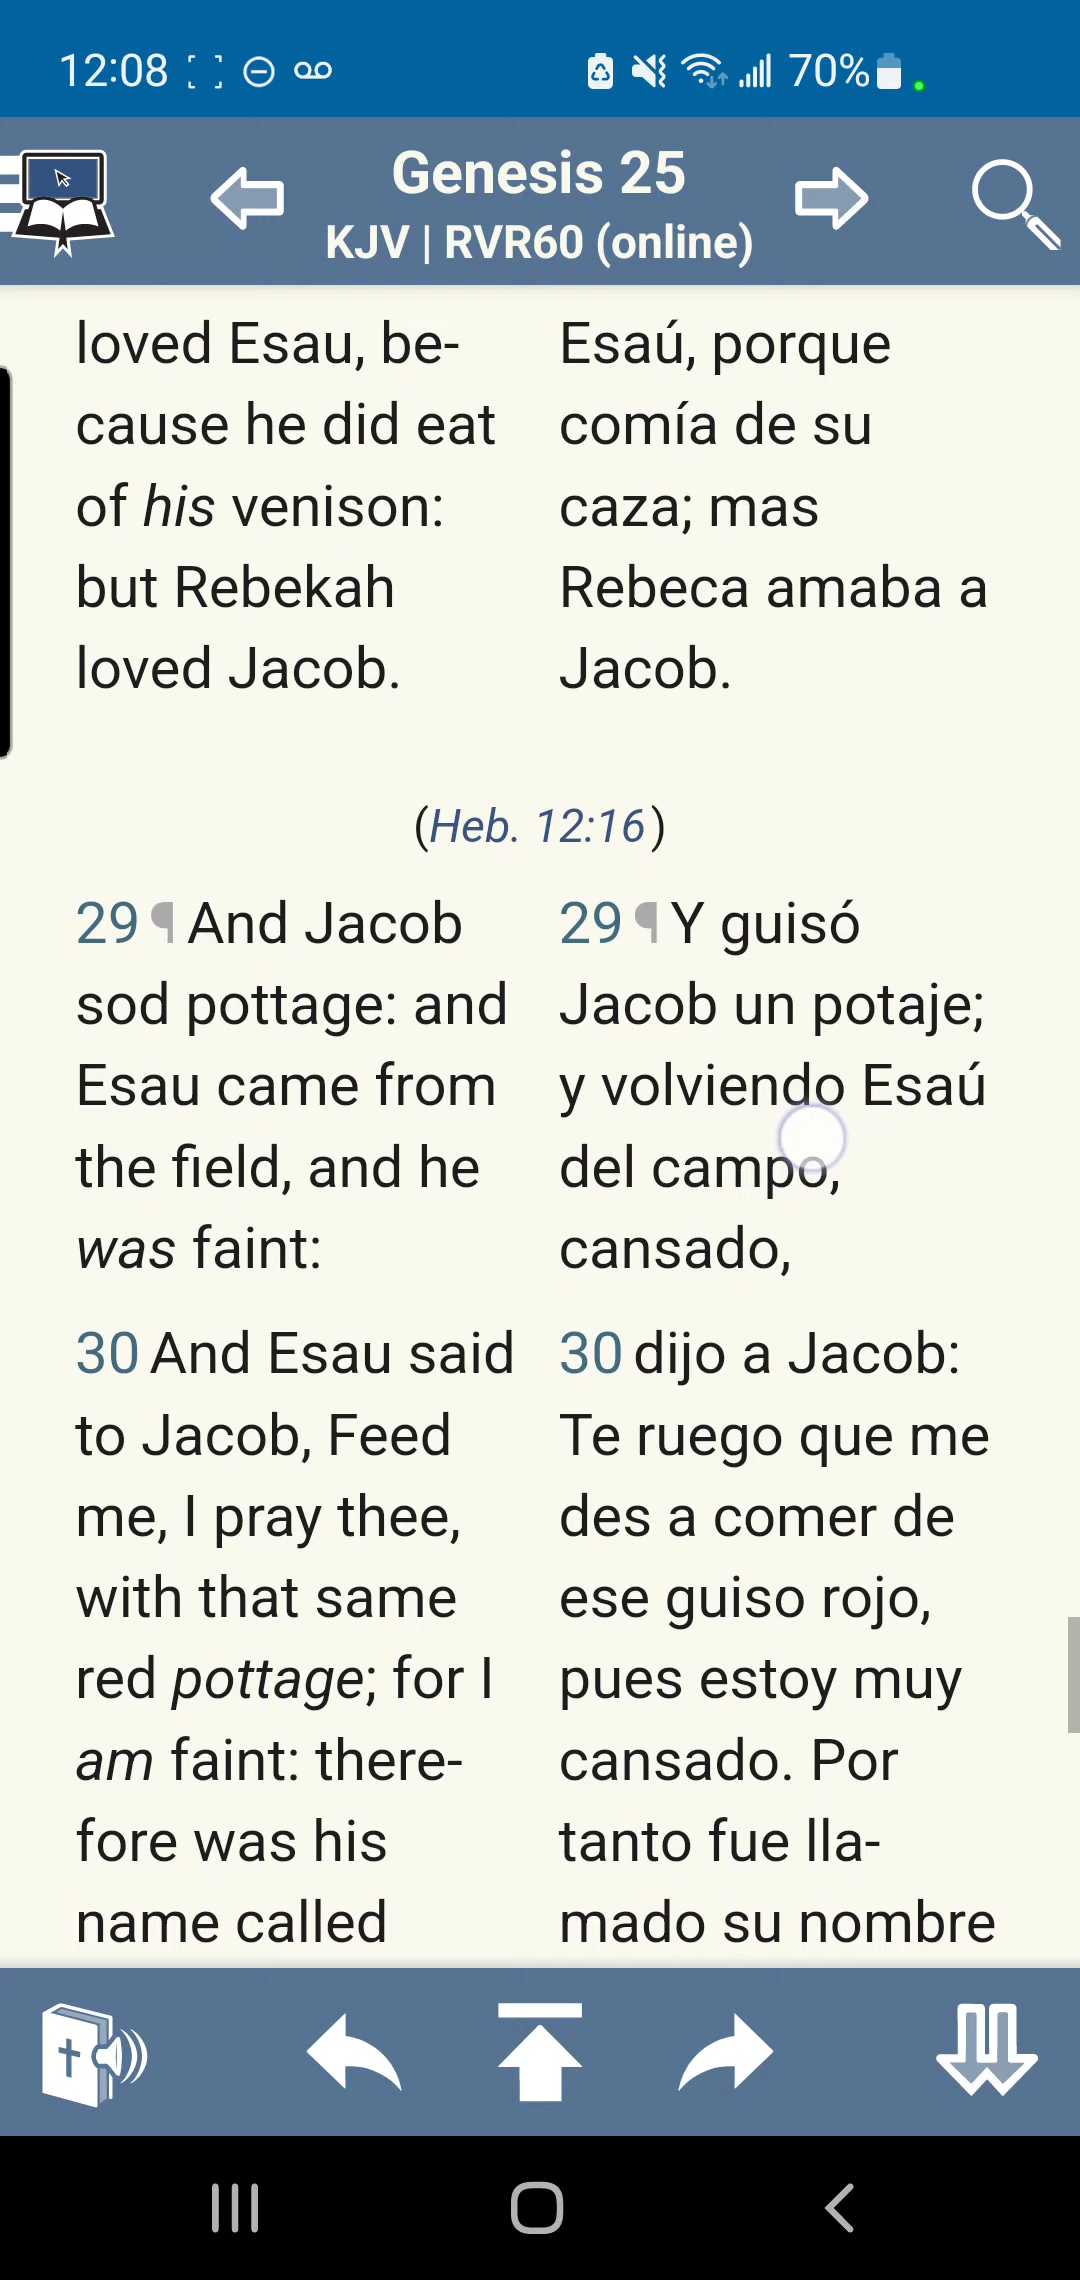 12:08
70%
Genesis 25
KJV | RVR60 (online)
loved Esau, be-
cause he did eat
of his venison:
but Rebekah
loved Jacob.
Esaú, porque
comía de su
caza; mas
Rebeca amaba a
Jacob.
(Heb. 12:16)
29 ¶ And Jacob
sod pottage: and
Esau came from
the field, and he
was faint:
29 ¶ Y guisó
Jacob un potaje;
y volviendo Esaú
del campo,
cansado,
30 And Esau said
to Jacob, Feed
me, I pray thee,
with that same
red pottage; for I
am faint: there-
fore was his
name called
30 dijo a Jacob:
Te ruego que me
des a comer de
ese guiso rojo,
pues estoy muy
cansado. Por
tanto fue lla-
mado su nombre